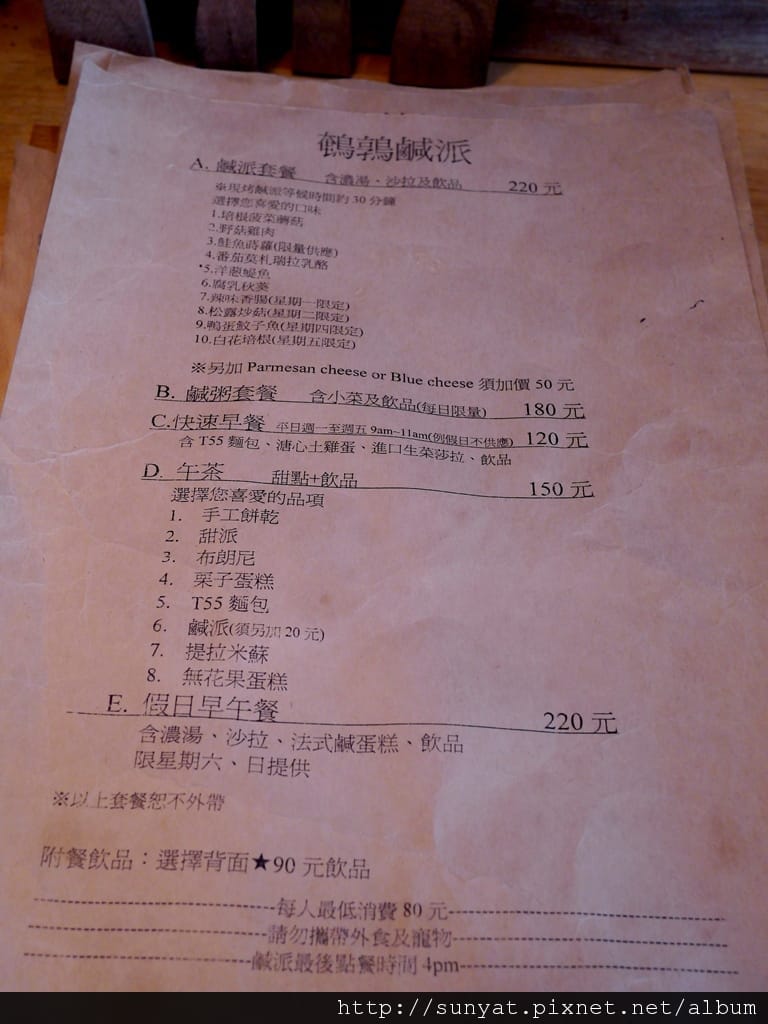 鵪鶉鹹派
A. 鹹派套餐 含濃湯、沙拉及飲品 220 元
※現烤鹹派等候時間約 30 分鐘
選擇您喜愛的口味
1.培根菠菜蘑菇
2.野菇雞肉
3.鮭魚蒔蘿(限量供應)
4.番茄莫札瑞拉乳酪
*5.洋蔥鯷魚
6.腐乳秋葵
7.辣味香腸(星期一限定)
8.松露炒菇(星期二限定)
9.鴨蛋魰子魚(星期四限定)
10.白花培根(星期五限定)
※另加 Parmesan cheese or Blue cheese 須加價 50 元
B. 鹹粥套餐 含小菜及飲品(每日限量) 180 元
C.快速早餐 平日週一至週五 9am~11am(例假日不供應) 120 元
含 T55 麵包、溏心土雞蛋、進口生菜莎拉、飲品
D. 午茶 甜點+飲品 150 元
選擇您喜愛的品項
1. 手工餅乾
2. 甜派
3. 布朗尼
4. 栗子蛋糕
5. T55 麵包
6. 鹹派(須另加 20 元)
7. 提拉米蘇
8. 無花果蛋糕
E. 假日早午餐 220 元
含濃湯、沙拉、法式鹹蛋糕、飲品
限星期六、日提供
※以上套餐恕不外帶
附餐飲品：選擇背面★90 元飲品
每人最低消費 80 元
請勿攜帶外食及寵物
鹹派最後點餐時間 4pm
http://sunyat.pixnet.net/album